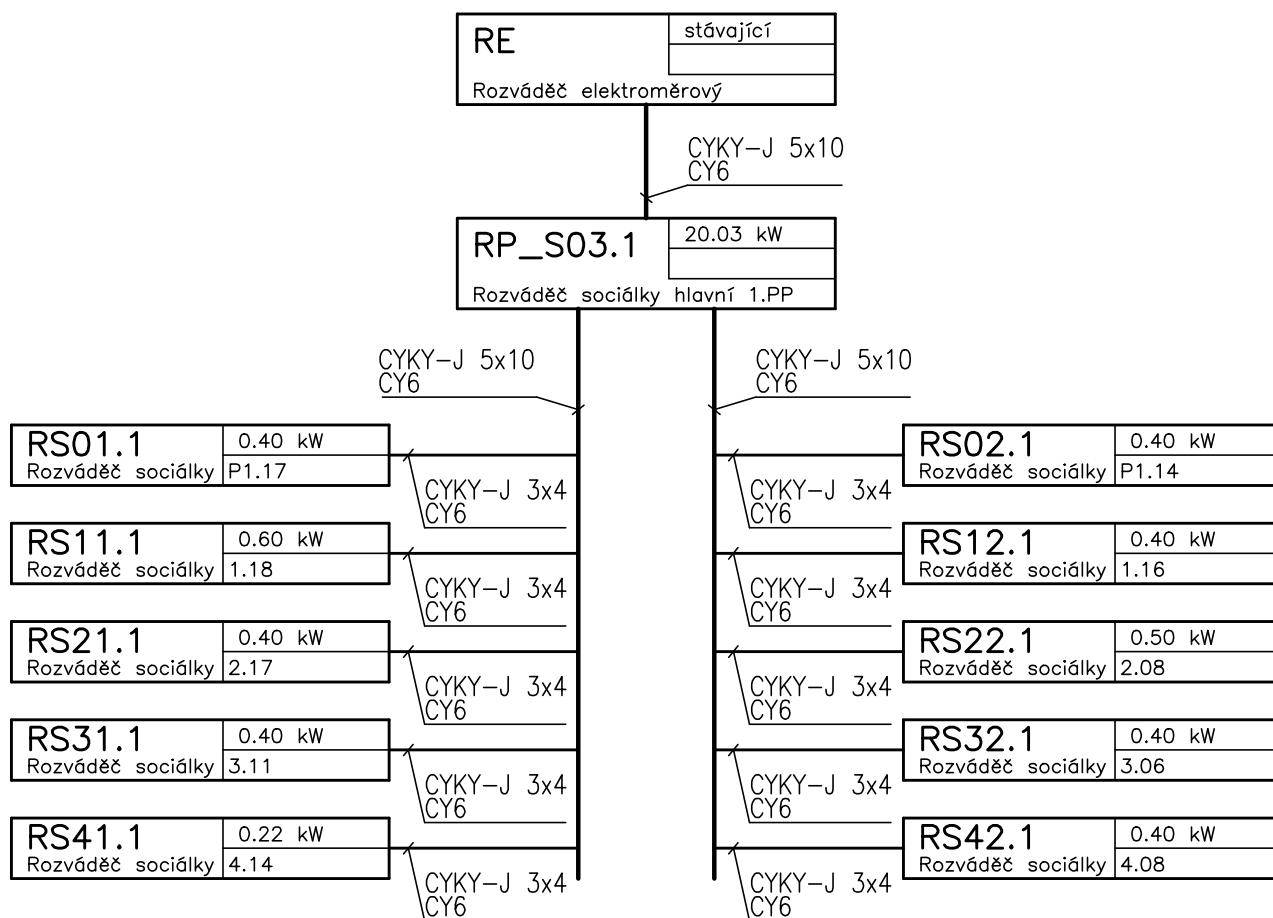 RE
stávající
Rozváděč elektroměrový
CYKY-J 5x10
CY6
RP_S03.1
20.03 kW
Rozváděč sociálky hlavní 1.PP
CYKY-J 5x10
CY6
CYKY-J 5x10
CY6
RS01.1
0.40 kW
Rozváděč sociálky
P1.17
CYKY-J 3x4
CY6
RS02.1
0.40 kW
Rozváděč sociálky
P1.14
CYKY-J 3x4
CY6
RS11.1
0.60 kW
Rozváděč sociálky
1.18
CYKY-J 3x4
CY6
RS12.1
0.40 kW
Rozváděč sociálky
1.16
CYKY-J 3x4
CY6
RS21.1
0.40 kW
Rozváděč sociálky
2.17
CYKY-J 3x4
CY6
RS22.1
0.50 kW
Rozváděč sociálky
2.08
CYKY-J 3x4
CY6
RS31.1
0.40 kW
Rozváděč sociálky
3.11
CYKY-J 3x4
CY6
RS32.1
0.40 kW
Rozváděč sociálky
3.06
CYKY-J 3x4
CY6
RS41.1
0.22 kW
Rozváděč sociálky
4.14
CYKY-J 3x4
CY6
RS42.1
0.40 kW
Rozváděč sociálky
4.08
CYKY-J 3x4
CY6